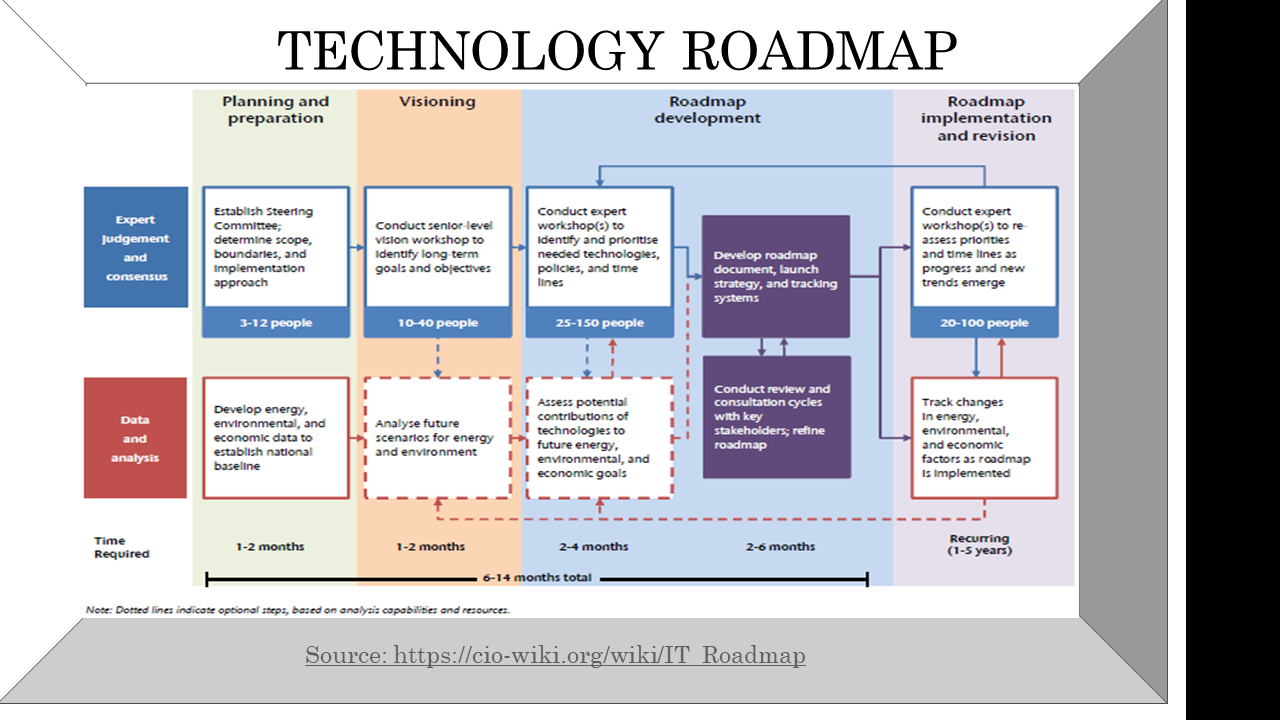 TECHNOLOGY ROADMAP
Planning and
preparation
Visioning
Roadmap
development
Roadmap
implementation
and revision
Expert
Judgement
and
consensus
Establish Steering
Committee;
determine scope,
boundaries, and
implementation
approach
3-12 people
Conduct senior-level
vision workshop to
identify long-term
goals and objectives
10-40 people
Conduct expert
workshop(s) to
identify and prioritise
needed technologies,
policies, and time
lines
25-150 people
Develop roadmap
document, launch
strategy, and tracking
systems
Conduct expert
workshop(s) to re-
assess priorities
and time lines as
progress and new
trends emerge
20-100 people
Data
and
analysis
Develop energy,
environmental, and
economic data to
establish national
baseline
Analyse future
scenarios for energy
and environment
Assess potential
contributions of
technologies to
future energy,
environmental, and
economic goals
Conduct review and
consultation cycles
with key
stakeholders; refine
roadmap
Track changes
in energy,
environmental,
and economic
factors as roadmap
is implemented
Time
Required
1-2 months
1-2 months
2-4 months
2-6 months
Recurring
(1-5 years)
6-14 months total
Note: Dotted lines indicate optional steps, based on analysis capabilities and resources.
Source: https://cio-wiki.org/wiki/IT_Roadmap